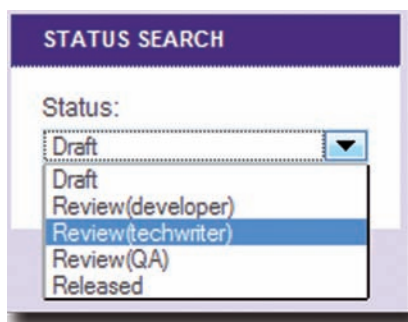 STATUS SEARCH
Status:
Draft
Draft
Review(developer)
Review(techwriter)
Review(QA)
Released